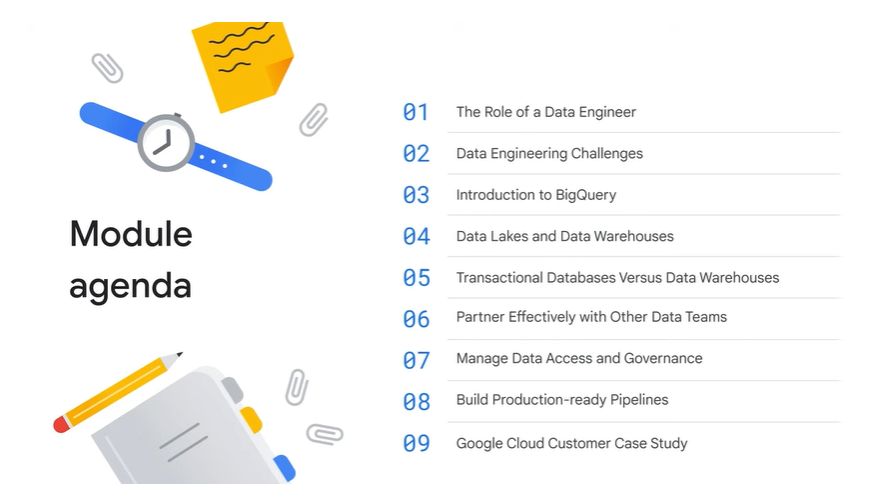 Module
agenda
01 The Role of a Data Engineer
02 Data Engineering Challenges
03 Introduction to BigQuery
04 Data Lakes and Data Warehouses
05 Transactional Databases Versus Data Warehouses
06 Partner Effectively with Other Data Teams
07 Manage Data Access and Governance
08 Build Production-ready Pipelines
09 Google Cloud Customer Case Study